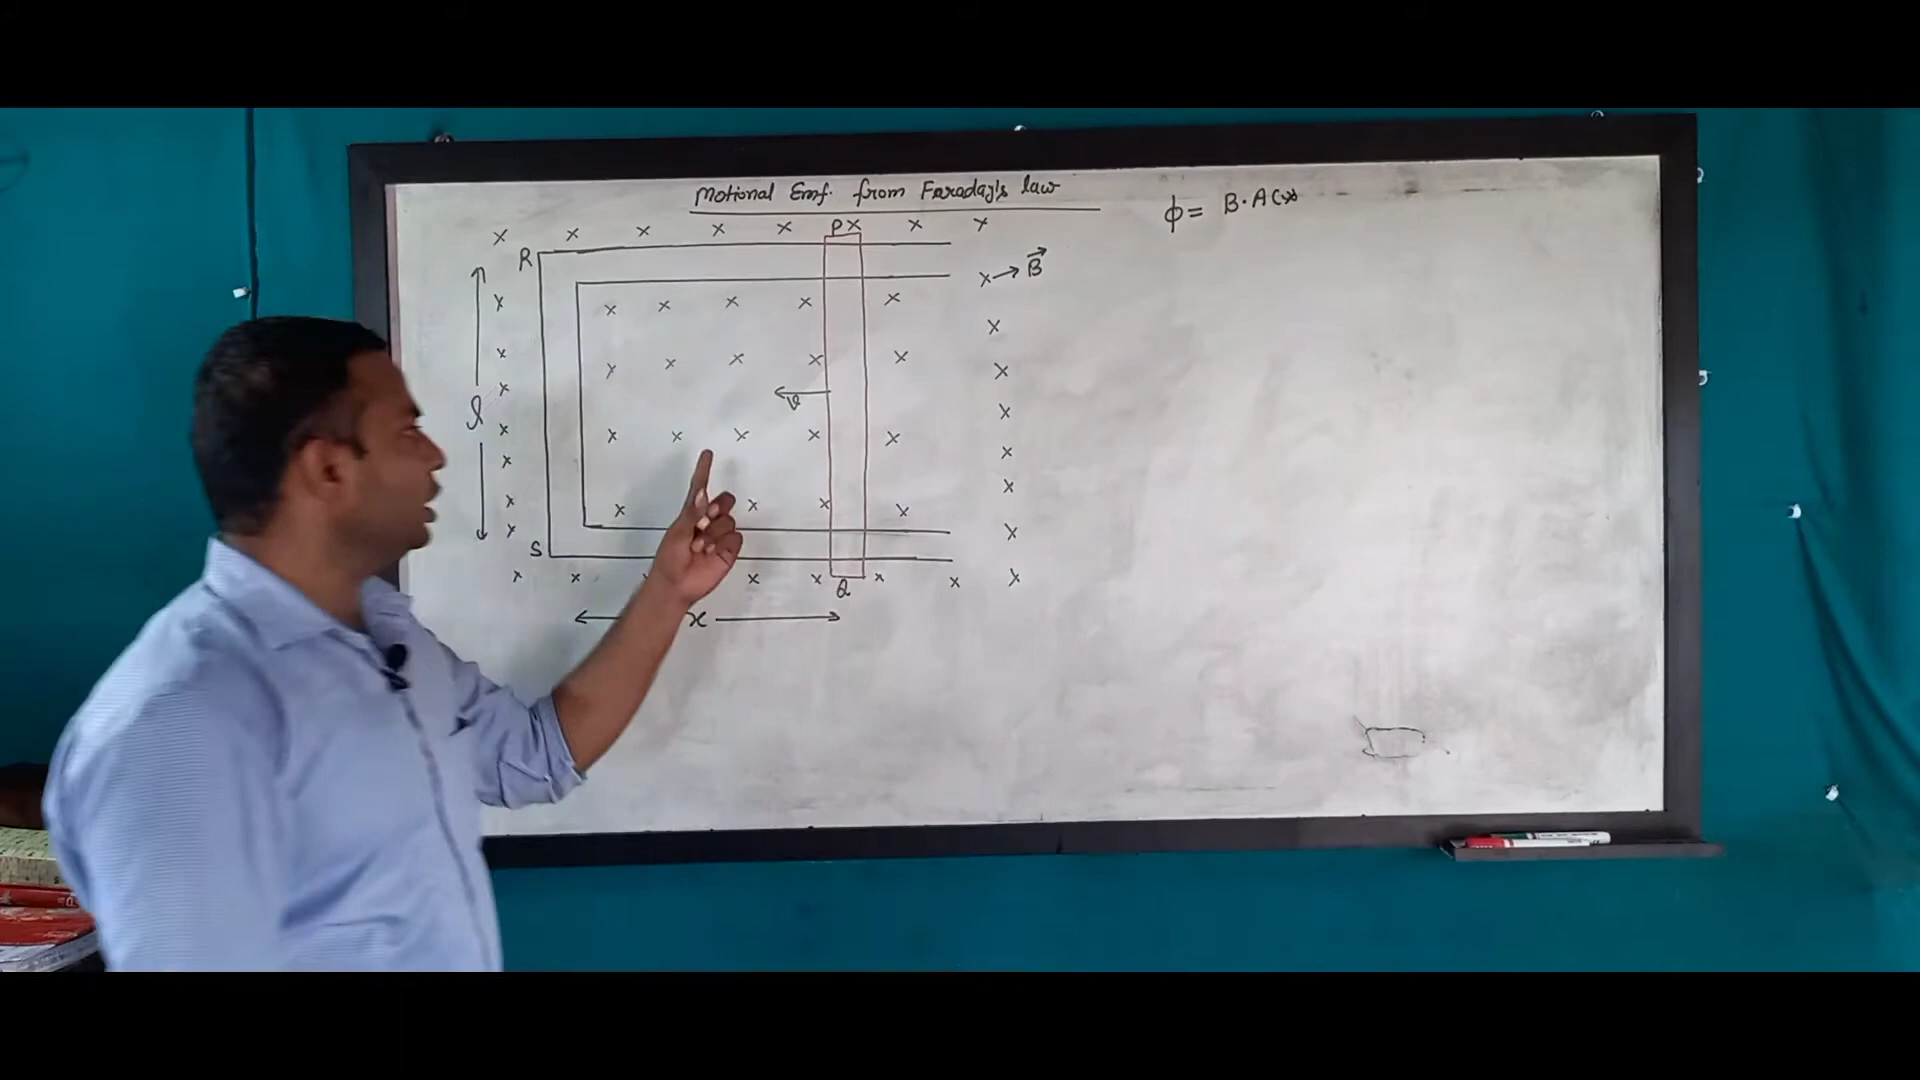 Motional Emf. from Faraday's law
ϕ = B·A
P
R
→ B⃗
l
v
S
Q
x